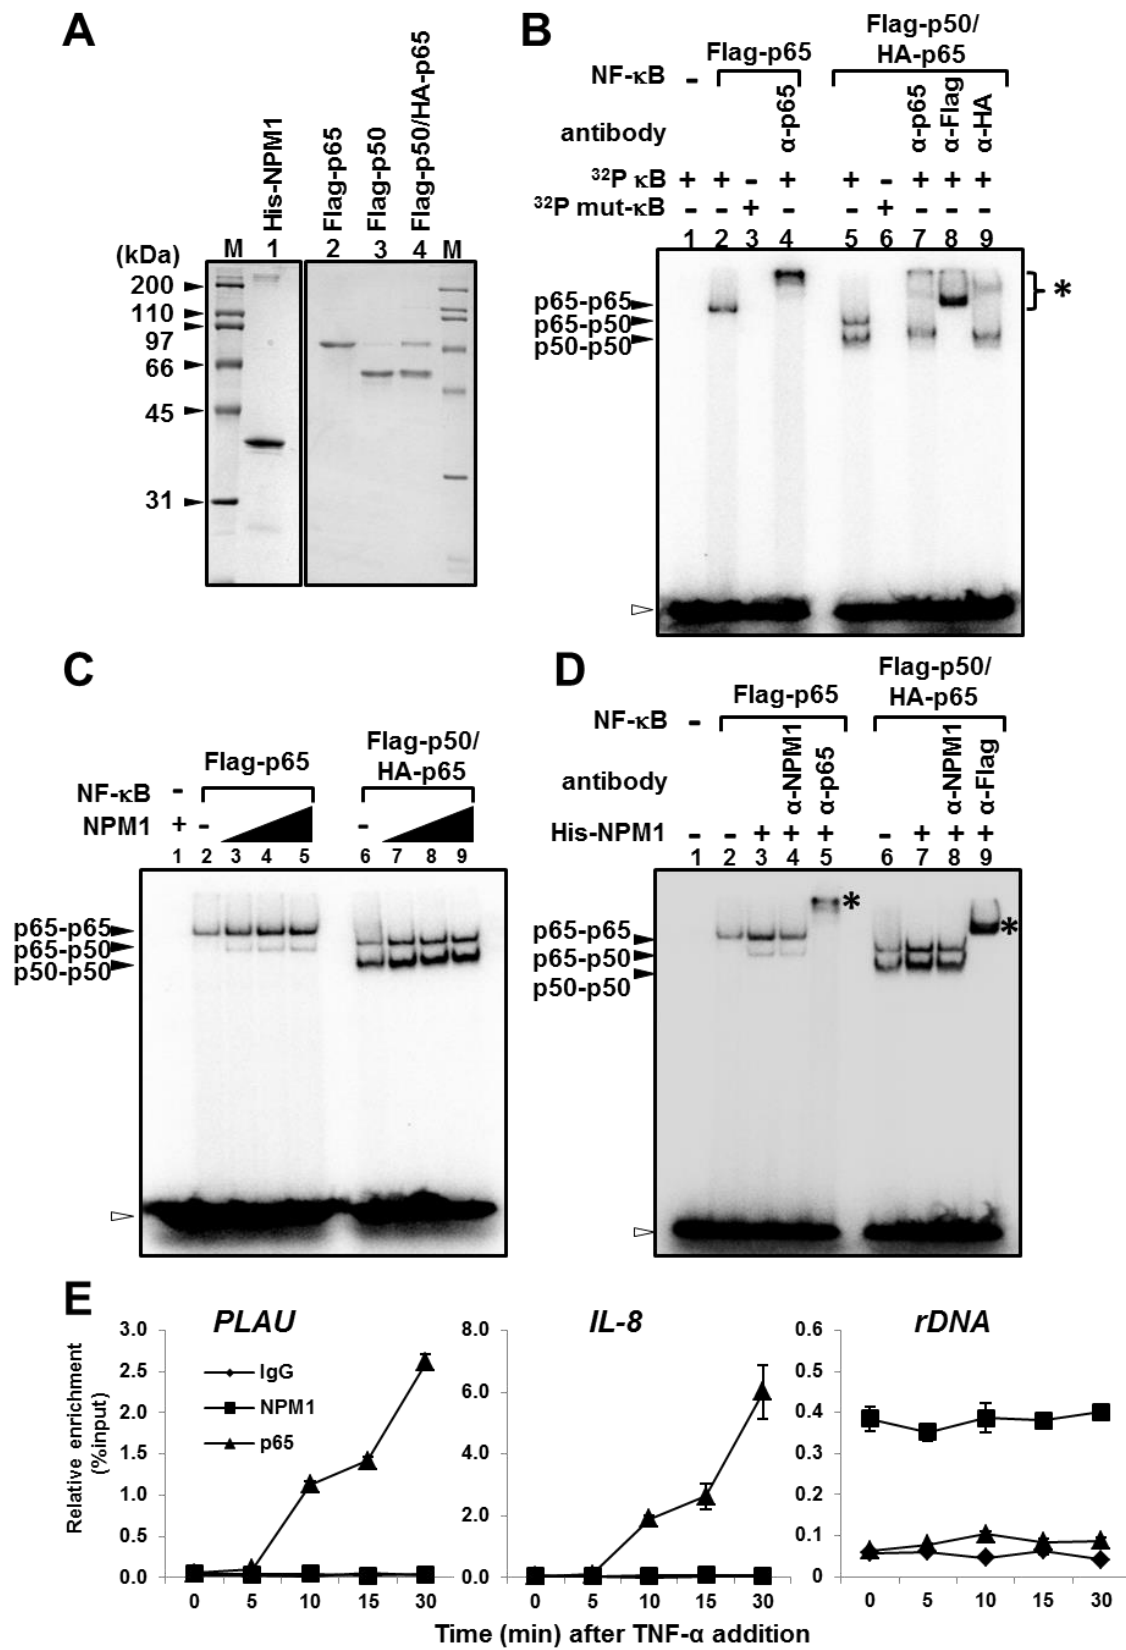 A
His-NPM1
Flag-p65
Flag-p50
Flag-p50/HA-p65
(kDa) M 1 2 3 4 M
200
110
97
66
45
31
B
Flag-p50/
Flag-p65 HA-p65
NF-κB -
antibody α-p65 α-p65 α-Flag α-HA
32P κB + + - + + - + + +
32P mut-κB - - + - - + - - -
1 2 3 4 5 6 7 8 9
p65-p65
p65-p50
p50-p50
*
C
Flag-p50/
Flag-p65 HA-p65
NF-κB -
NPM1 + - -
1 2 3 4 5 6 7 8 9
p65-p65
p65-p50
p50-p50
D
Flag-p50/
Flag-p65 HA-p65
NF-κB -
antibody α-NPM1 α-p65 α-NPM1 α-Flag
His-NPM1 - - + + + - + + +
1 2 3 4 5 6 7 8 9
p65-p65
p65-p50
p50-p50
*
*
E
PLAU
Relative enrichment
(%input)
3.0
2.5
2.0
1.5
1.0
0.5
0.0
IgG
NPM1
p65
0 5 10 15 30
IL-8
8.0
6.0
4.0
2.0
0.0
0 5 10 15 30
rDNA
0.6
0.5
0.4
0.3
0.2
0.1
0
0 5 10 15 30
Time (min) after TNF-α addition